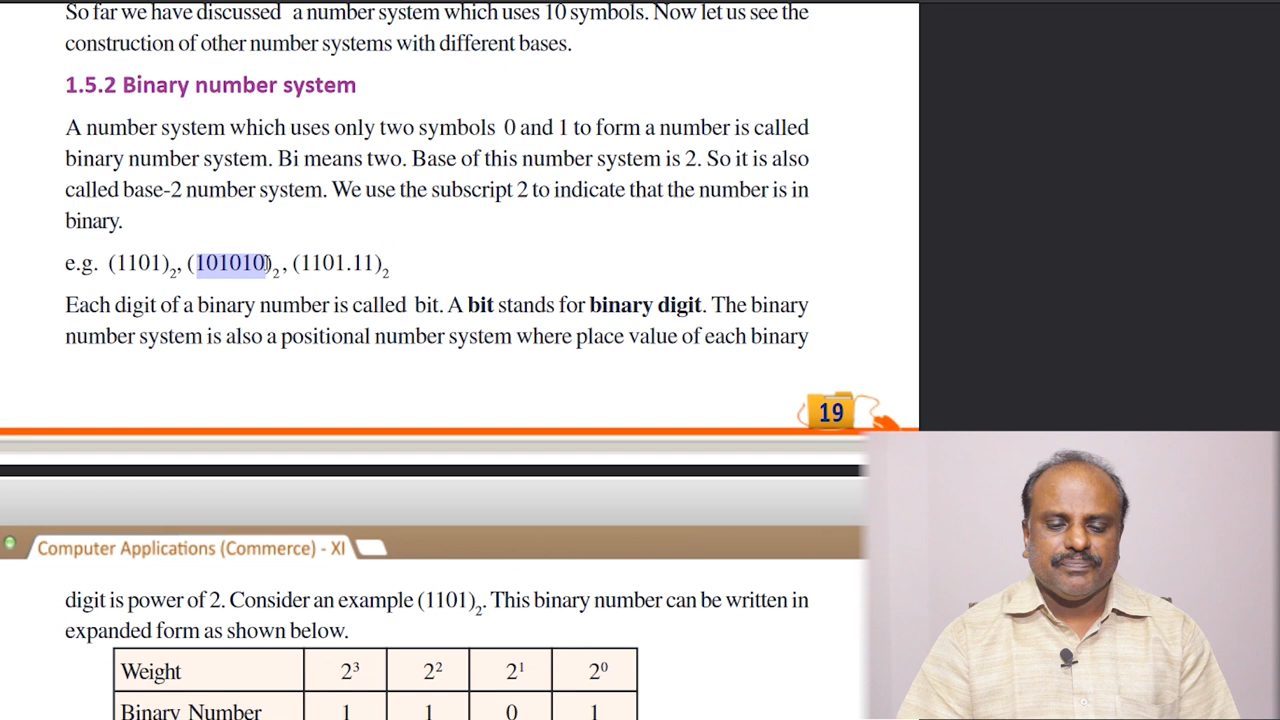 So far we have discussed a number system which uses 10 symbols. Now let us see the
construction of other number systems with different bases.
1.5.2 Binary number system
A number system which uses only two symbols 0 and 1 to form a number is called
binary number system. Bi means two. Base of this number system is 2. So it is also
called base-2 number system. We use the subscript 2 to indicate that the number is in
binary.
e.g. (1101)₂, (101010)₂, (1101.11)₂
Each digit of a binary number is called bit. A bit stands for binary digit. The binary
number system is also a positional number system where place value of each binary
19
Computer Applications (Commerce) - XI
digit is power of 2. Consider an example (1101)₂. This binary number can be written in
expanded form as shown below.
Weight 2³ 2² 2¹ 2⁰
Binary Number 1 1 0 1